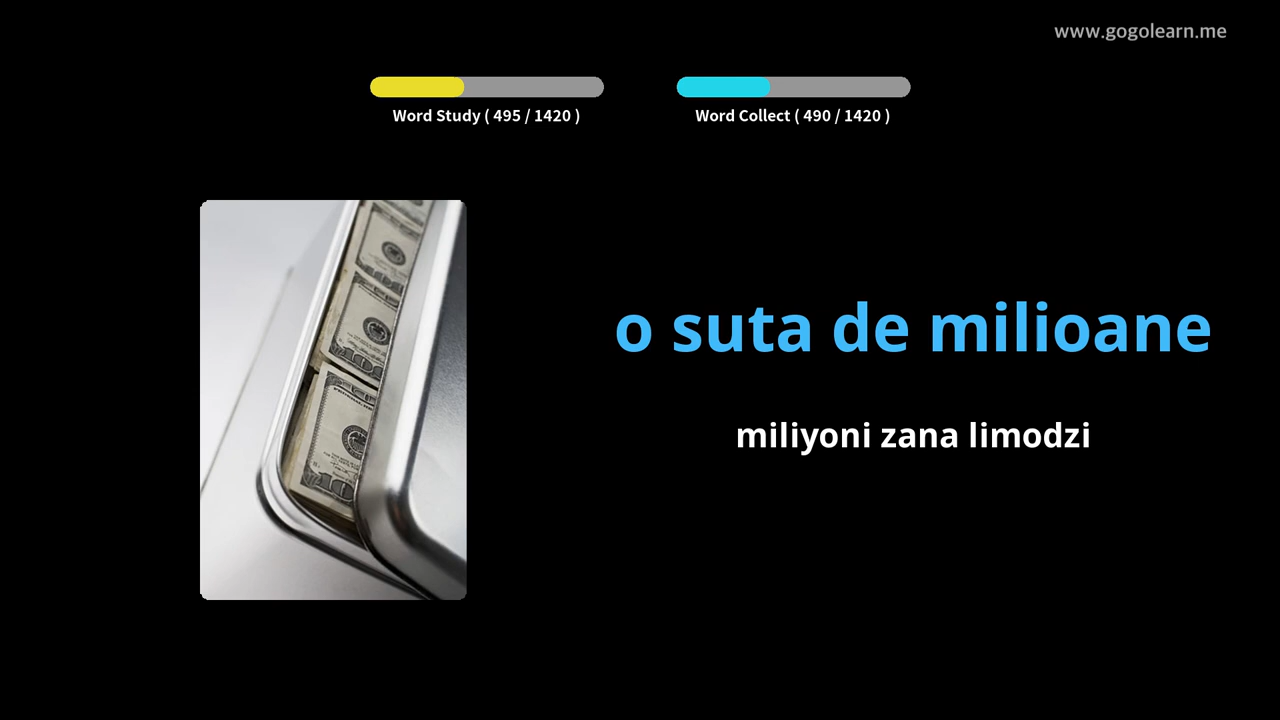 www.gogolearn.me
Word Study ( 495 / 1420 )
Word Collect ( 490 / 1420 )
o suta de milioane
miliyoni zana limodzi